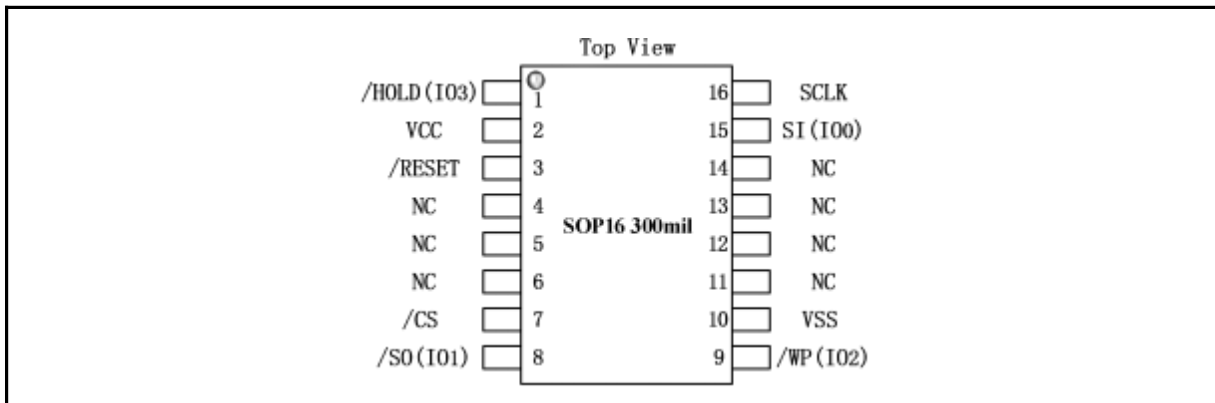 Top View
/HOLD(IO3) 1 16 SCLK
VCC 2 15 SI(IO0)
/RESET 3 14 NC
NC 4 13 NC
SOP16 300mil
NC 5 12 NC
NC 6 11 NC
/CS 7 10 VSS
/SO(IO1) 8 9 /WP(IO2)